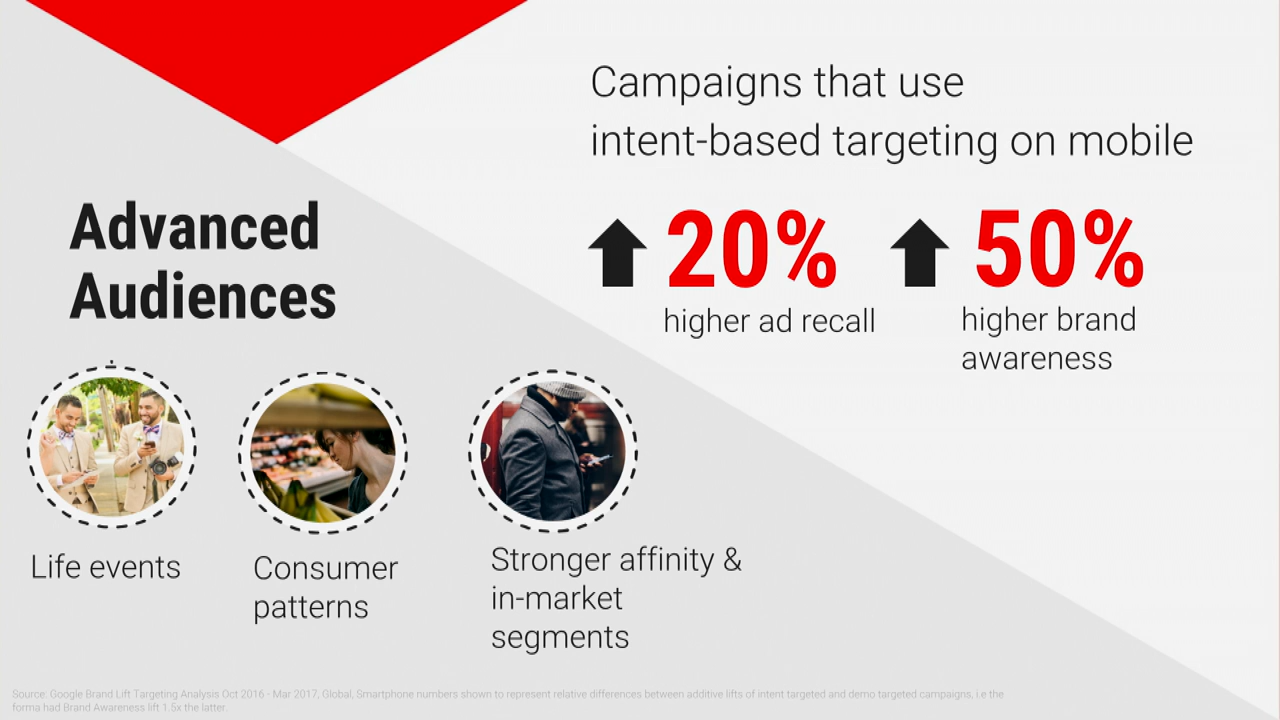 Campaigns that use
intent-based targeting on mobile
20%
higher ad recall
50%
higher brand
awareness
Advanced
Audiences
Life events
Consumer
patterns
Stronger affinity &
in-market
segments
Source: Google Brand Lift Targeting Analysis Oct 2016 - Mar 2017, Global, Smartphone numbers shown to represent relative differences between additive lifts of intent targeted and demo targeted campaigns, i.e the
forma had Brand Awareness lift 1.5x the latter.